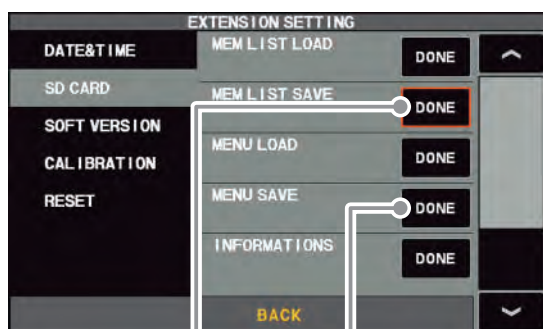 EXTENSION SETTING
DATE&TIME
SD CARD
SOFT VERSION
CALIBRATION
RESET
MEM LIST LOAD
DONE
MEM LIST SAVE
DONE
MENU LOAD
DONE
MENU SAVE
DONE
INFORMATIONS
DONE
BACK